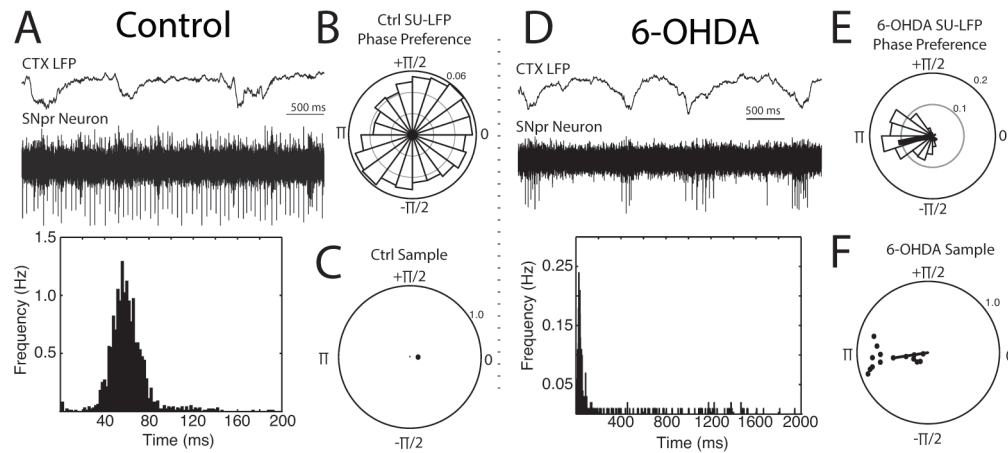 A
Control
CTX LFP
500 ms
SNpr Neuron
1.5
1.0
0.5
Frequency (Hz)
40 80 120 160 200
Time (ms)
B
Ctrl SU-LFP
Phase Preference
+Π/2
0.06
Π
0
-Π/2
C
Ctrl Sample
+Π/2
1.0
Π
0
-Π/2
D
6-OHDA
CTX LFP
500 ms
SNpr Neuron
0.25
0.15
0.05
Frequency (Hz)
400 800 1200 1600 2000
Time (ms)
E
6-OHDA SU-LFP
Phase Preference
+Π/2
0.2
0.1
Π
0
-Π/2
F
6-OHDA Sample
+Π/2
1.0
Π
0
-Π/2